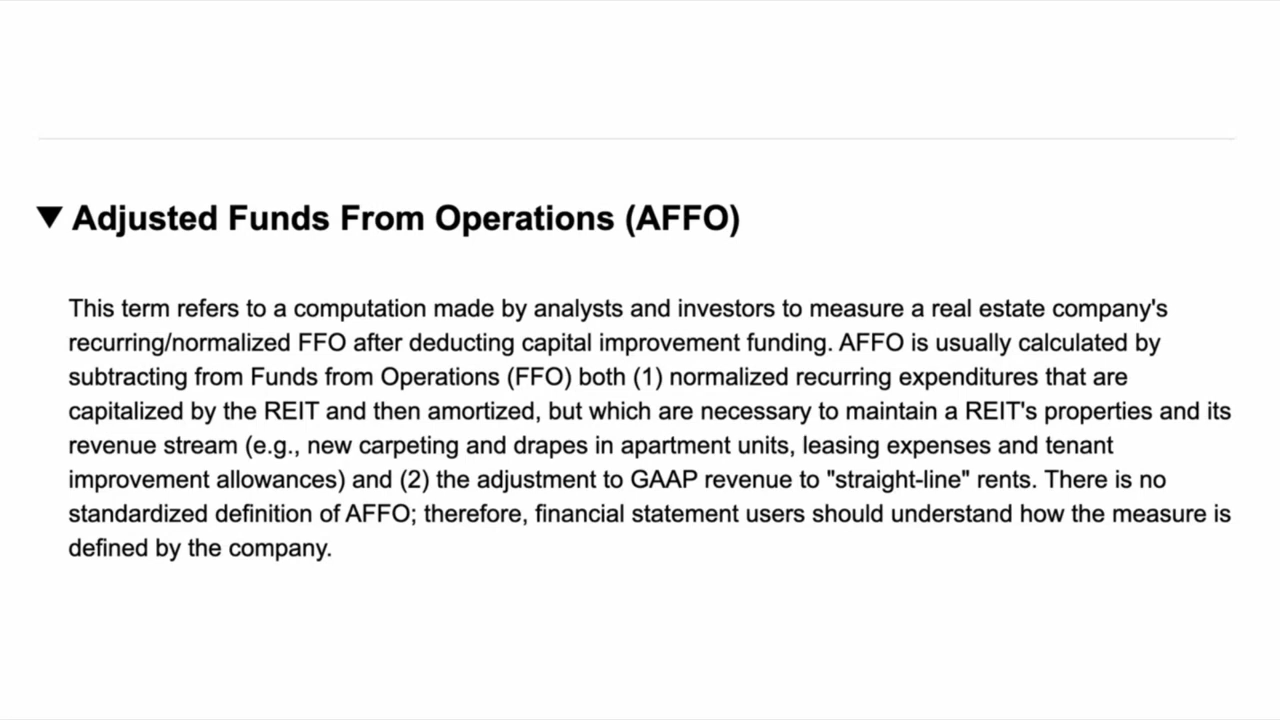 Adjusted Funds From Operations (AFFO)
This term refers to a computation made by analysts and investors to measure a real estate company's
recurring/normalized FFO after deducting capital improvement funding. AFFO is usually calculated by
subtracting from Funds from Operations (FFO) both (1) normalized recurring expenditures that are
capitalized by the REIT and then amortized, but which are necessary to maintain a REIT's properties and its
revenue stream (e.g., new carpeting and drapes in apartment units, leasing expenses and tenant
improvement allowances) and (2) the adjustment to GAAP revenue to "straight-line" rents. There is no
standardized definition of AFFO; therefore, financial statement users should understand how the measure is
defined by the company.